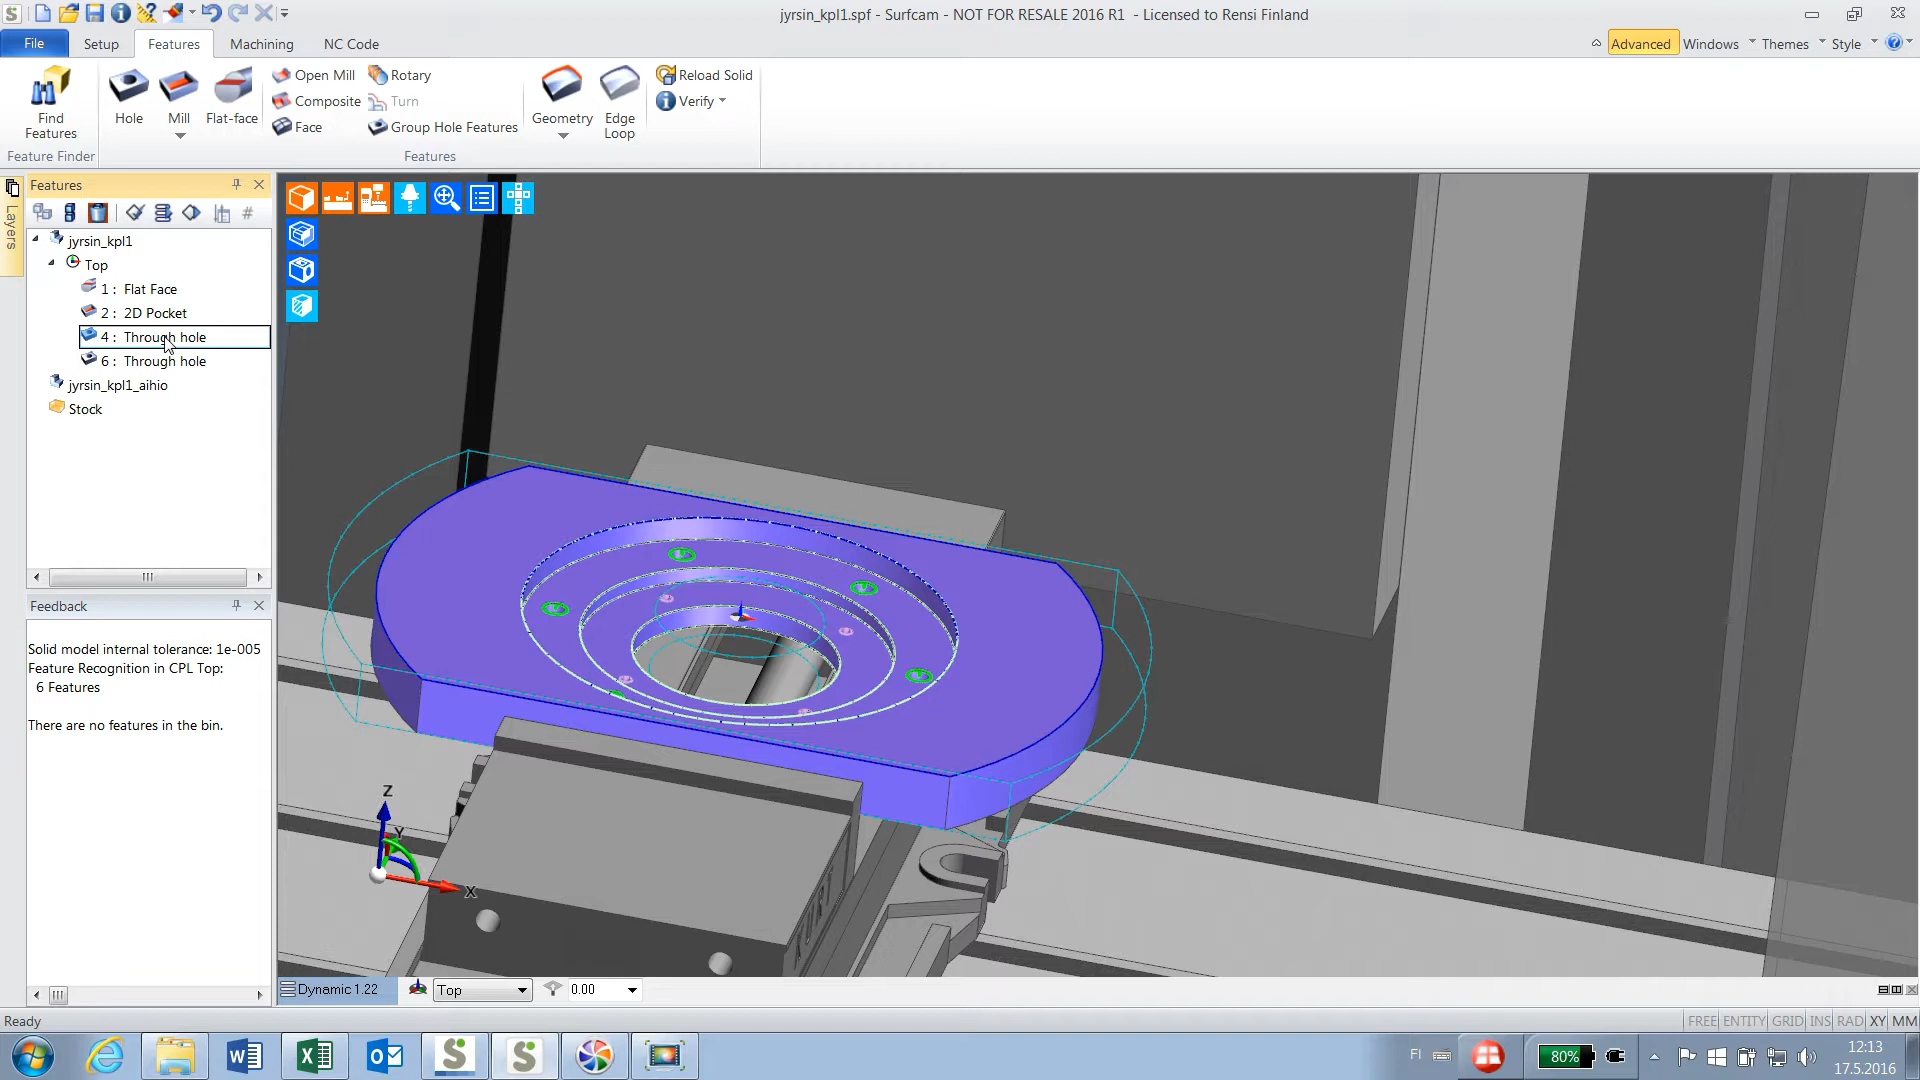 jyrsin_kpl1.spf - Surfcam - NOT FOR RESALE 2016 R1 - Licensed to Rensi Finland
File
Setup
Features
Machining
NC Code
Advanced
Windows
Themes
Style
Find Features
Hole
Mill
Flat-face
Open Mill
Composite
Face
Rotary
Turn
Group Hole Features
Geometry
Edge Loop
Reload Solid
Verify
Feature Finder
Features
Layers
Features
jyrsin_kpl1
Top
1 : Flat Face
2 : 2D Pocket
4 : Through hole
6 : Through hole
jyrsin_kpl1_aihio
Stock
Feedback
Solid model internal tolerance: 1e-005
Feature Recognition in CPL Top:
6 Features
There are no features in the bin.
Z
Y
X
Dynamic 1.22
Top
0.00
Ready
FREE ENTITY GRID INS RAD XY MM
FI
80%
12:13
17.5.2016